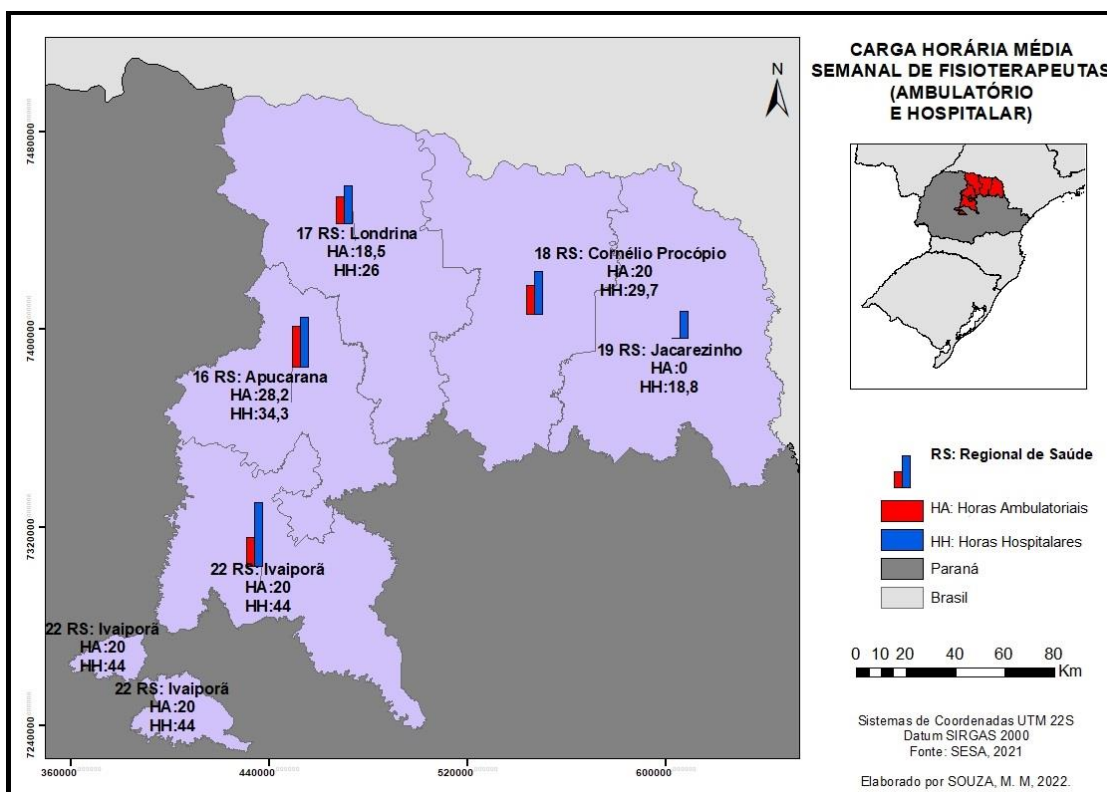 CARGA HORÁRIA MÉDIA
SEMANAL DE FISIOTERAPEUTAS
(AMBULATÓRIO
E HOSPITALAR)
N
17 RS: Londrina
HA:18,5
HH:26
18 RS: Cornélio Procópio
HA:20
HH:29,7
19 RS: Jacarezinho
HA:0
HH:18,8
16 RS: Apucarana
HA:28,2
HH:34,3
22 RS: Ivaiporã
HA:20
HH:44
22 RS: Ivaiporã
HA:20
HH:44
22 RS: Ivaiporã
HA:20
HH:44
7480000
7400000
7320000
7240000
360000
440000
520000
600000
RS: Regional de Saúde
HA: Horas Ambulatoriais
HH: Horas Hospitalares
Paraná
Brasil
0 10 20 40 60 80
Km
Sistemas de Coordenadas UTM 22S
Datum SIRGAS 2000
Fonte: SESA, 2021
Elaborado por SOUZA, M. M, 2022.